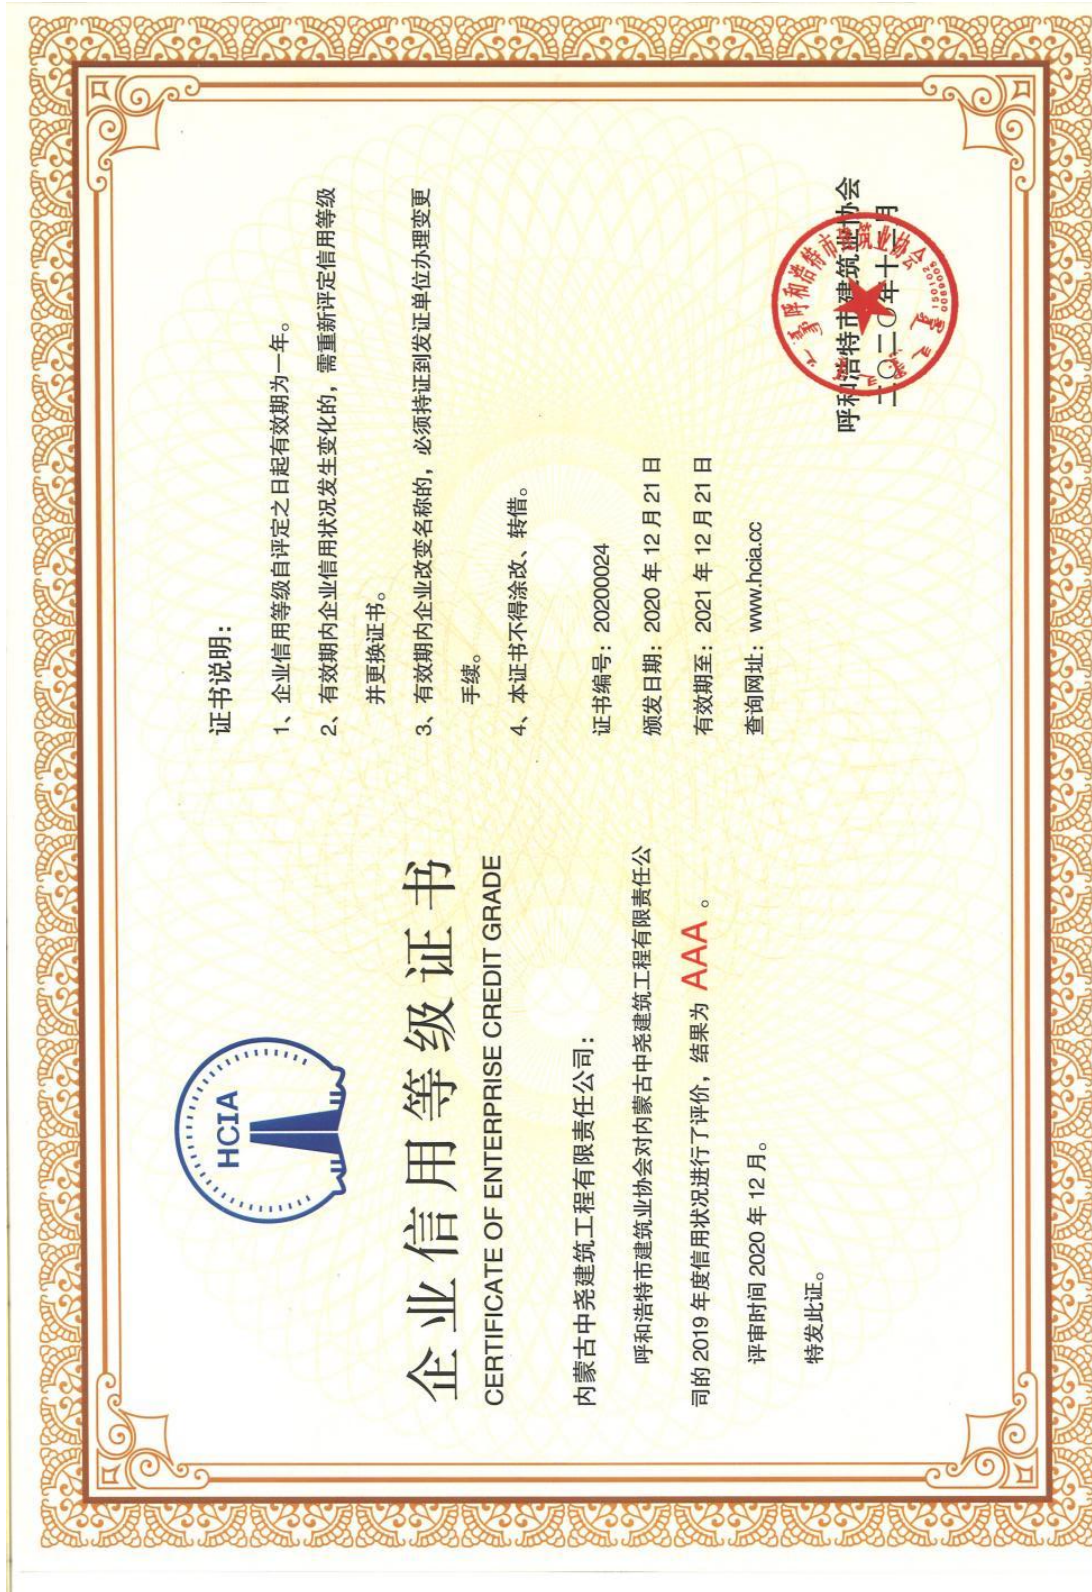 HCIA
企业信用等级证书
CERTIFICATE OF ENTERPRISE CREDIT GRADE
内蒙古中尧建筑工程有限责任公司：
呼和浩特市建筑业协会对内蒙古中尧建筑工程有限责任公
司的 2019 年度信用状况进行了评价，结果为 AAA 。
评审时间 2020 年 12 月。
特发此证。
证书说明：
1、企业信用等级自评定之日起有效期为一年。
2、有效期内企业信用状况发生变化的，需重新评定信用等级
并更换证书。
3、有效期内企业改变名称的，必须持证到发证单位办理变更
手续。
4、本证书不得涂改、转借。
证书编号：20200024
颁发日期：2020 年 12 月 21 日
有效期至：2021 年 12 月 21 日
查询网址：www.hcia.cc
呼和浩特市建筑业协会
二〇二〇年十二月
呼和浩特市建筑业协会